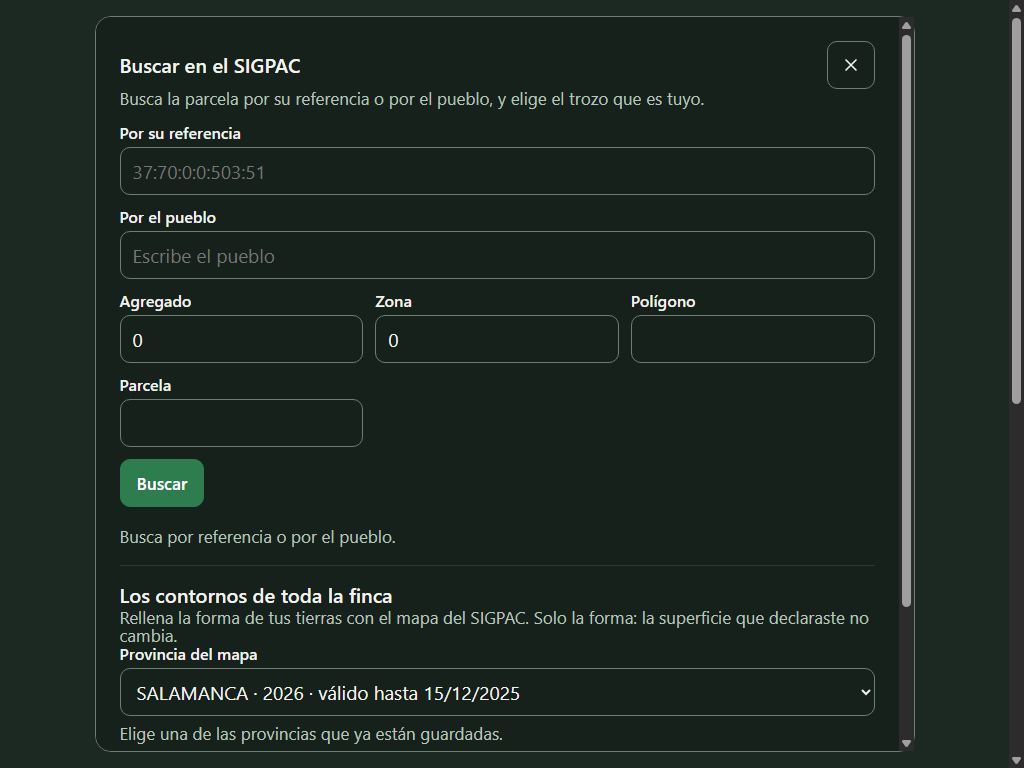 Buscar en el SIGPAC
Busca la parcela por su referencia o por el pueblo, y elige el trozo que es tuyo.
Por su referencia
37:70:0:0:503:51
Por el pueblo
Escribe el pueblo
Agregado
Zona
Polígono
0
0
Parcela
Buscar
Busca por referencia o por el pueblo.
Los contornos de toda la finca
Rellena la forma de tus tierras con el mapa del SIGPAC. Solo la forma: la superficie que declaraste no
cambia.
Provincia del mapa
SALAMANCA · 2026 · válido hasta 15/12/2025
Elige una de las provincias que ya están guardadas.